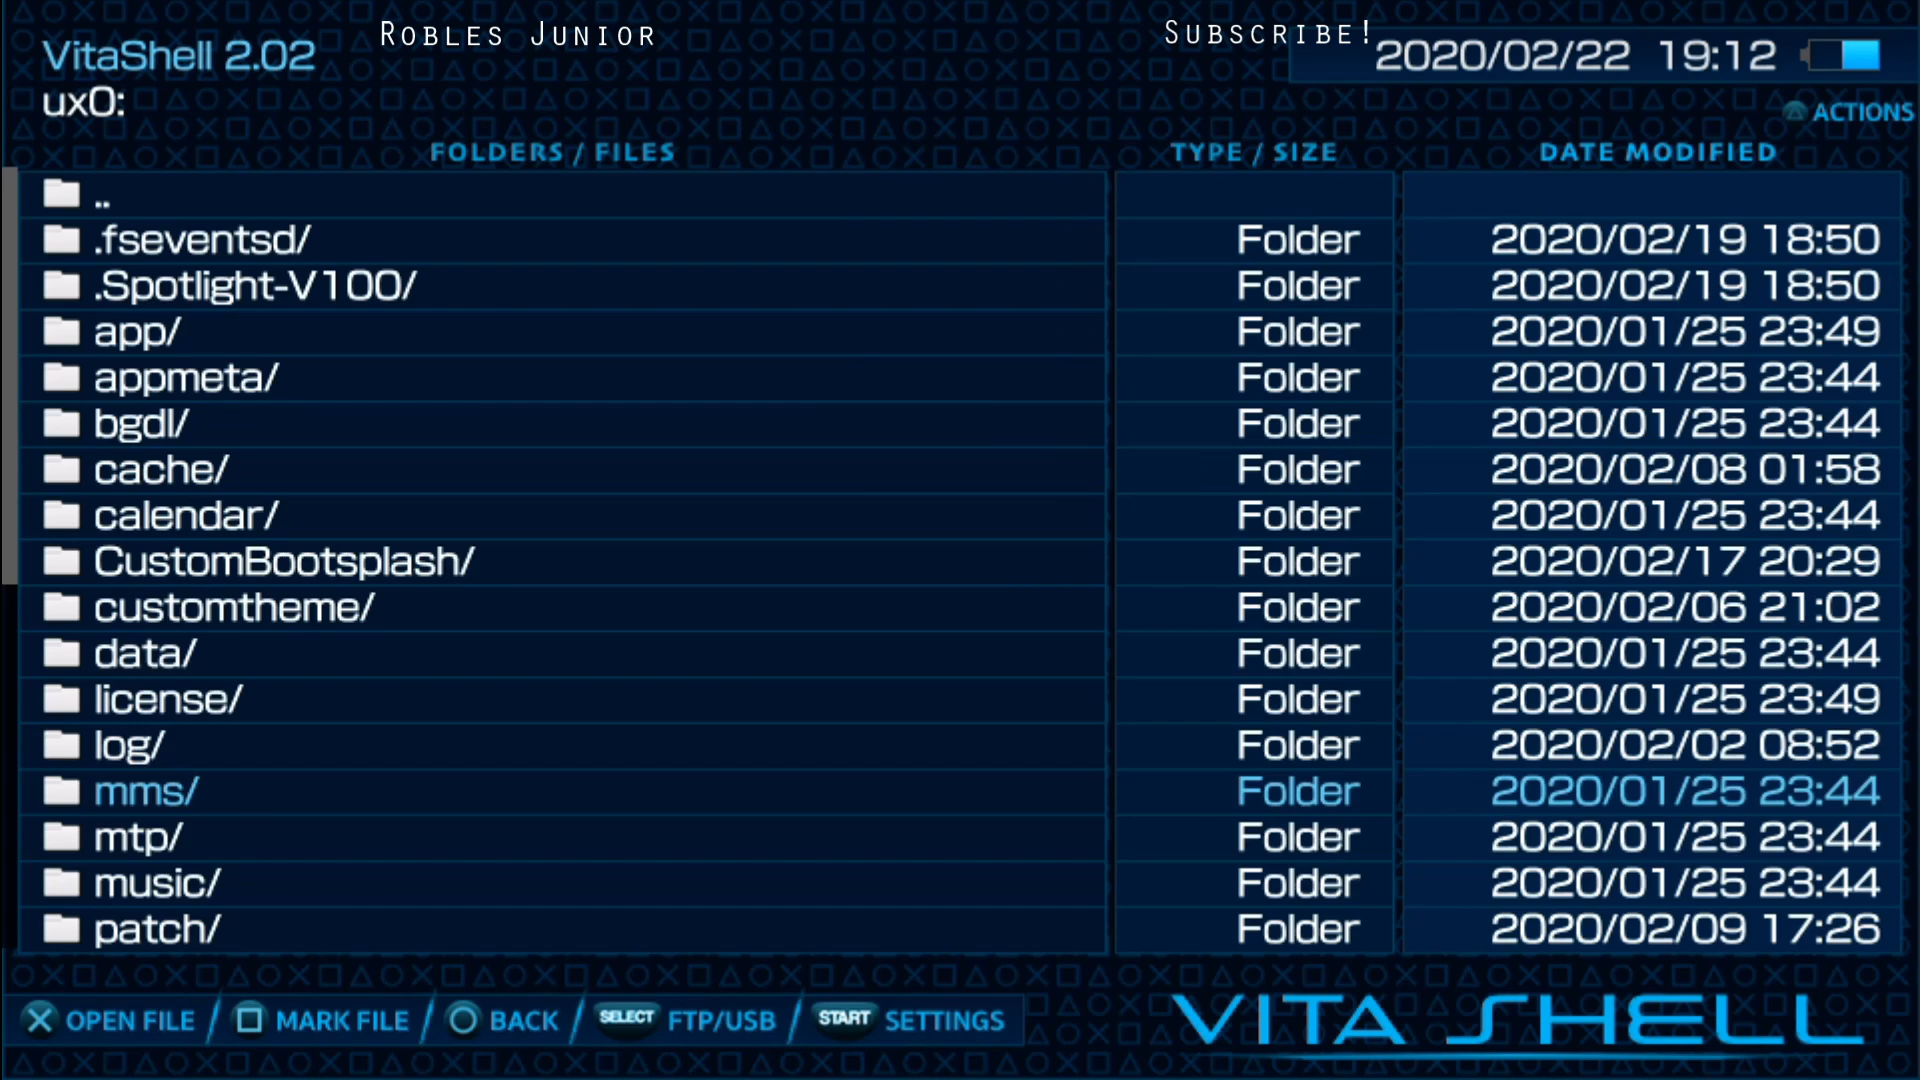 Robles Junior
Subscribe!
VitaShell 2.02
2020/02/22 19:12
ux0:
ACTIONS
FOLDERS / FILES TYPE / SIZE DATE MODIFIED
..
.fseventsd/ Folder 2020/02/19 18:50
.Spotlight-V100/ Folder 2020/02/19 18:50
app/ Folder 2020/01/25 23:49
appmeta/ Folder 2020/01/25 23:44
bgdl/ Folder 2020/01/25 23:44
cache/ Folder 2020/02/08 01:58
calendar/ Folder 2020/01/25 23:44
CustomBootsplash/ Folder 2020/02/17 20:29
customtheme/ Folder 2020/02/06 21:02
data/ Folder 2020/01/25 23:44
license/ Folder 2020/01/25 23:49
log/ Folder 2020/02/02 08:52
mms/ Folder 2020/01/25 23:44
mtp/ Folder 2020/01/25 23:44
music/ Folder 2020/01/25 23:44
patch/ Folder 2020/02/09 17:26
OPEN FILE / MARK FILE / BACK / SELECT FTP/USB / START SETTINGS
VITA SHELL